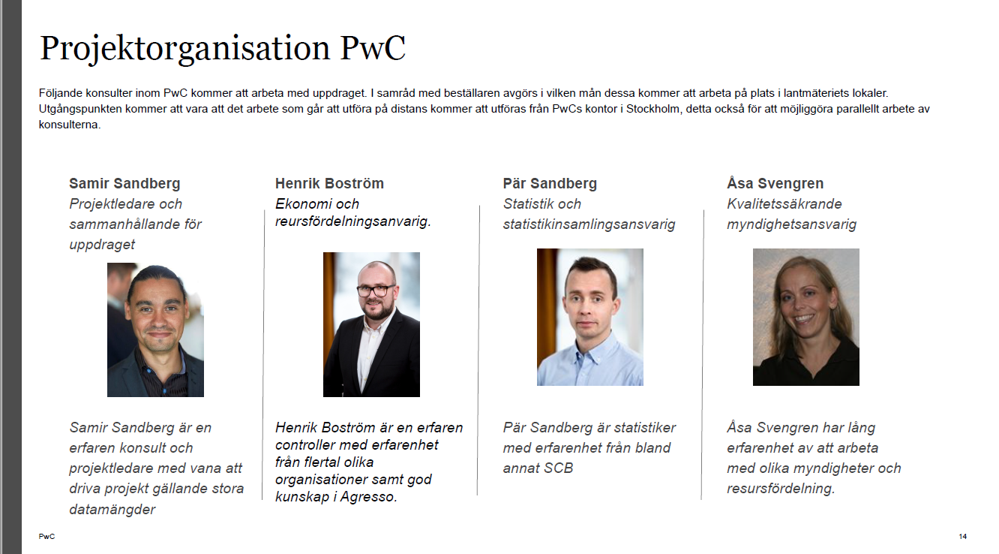 Projektorganisation PwC
Följande konsulter inom PwC kommer att arbeta med uppdraget. I samråd med beställaren avgörs i vilken mån dessa kommer att arbeta på plats i lantmäteriets lokaler.
Utgångspunkten kommer att vara att det arbete som går att utföra på distans kommer att utföras från PwCs kontor i Stockholm, detta också för att möjliggöra parallellt arbete av
konsulterna.
Samir Sandberg
Projektledare och
sammanhållande för
uppdraget
Samir Sandberg är en
erfaren konsult och
projektledare med vana att
driva projekt gällande stora
datamängder
Henrik Boström
Ekonomi och
reursfördelningsanvarig.
Henrik Boström är en erfaren
controller med erfarenhet
från flertal olika
organisationer samt god
kunskap i Agresso.
Pär Sandberg
Statistik och
statistikinsamlingsansvarig
Pär Sandberg är statistiker
med erfarenhet från bland
annat SCB
Åsa Svengren
Kvalitetssäkrande
myndighetsansvarig
Åsa Svengren har lång
erfarenhet av att arbeta
med olika myndigheter och
resursfördelning.
PwC
14